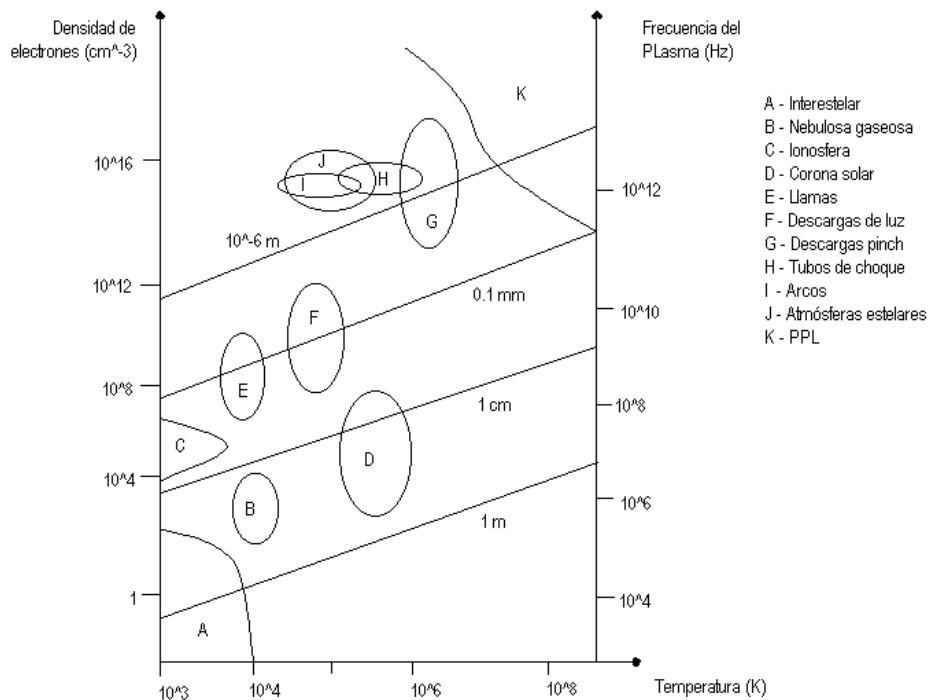 Densidad de
electrones (cm^-3)
Frecuencia del
PLasma (Hz)
K
A - Interestelar
B - Nebulosa gaseosa
C - Ionosfera
D - Corona solar
E - Llamas
F - Descargas de luz
G - Descargas pinch
H - Tubos de choque
I - Arcos
J - Atmósferas estelares
K - PPL
10^16
J
I
H
10^12
G
10^-6 m
10^12
0.1 mm
10^10
F
10^8
E
1 cm
10^8
C
D
10^4
10^6
B
1 m
1
10^4
A
10^3
10^4
10^6
10^8
Temperatura (K)